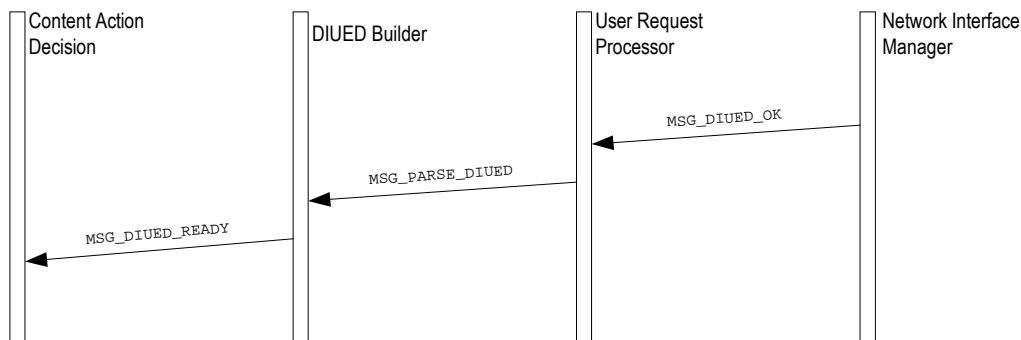 Content Action
Decision
DIUED Builder
User Request
Processor
Network Interface
Manager
MSG_DIUED_OK
MSG_PARSE_DIUED
MSG_DIUED_READY